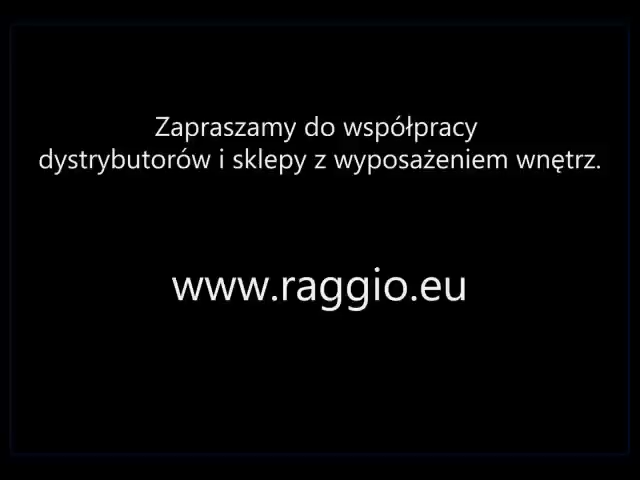 Zapraszamy do współpracy
dystrybutorów i sklepy z wyposażeniem wnętrz.
www.raggio.eu